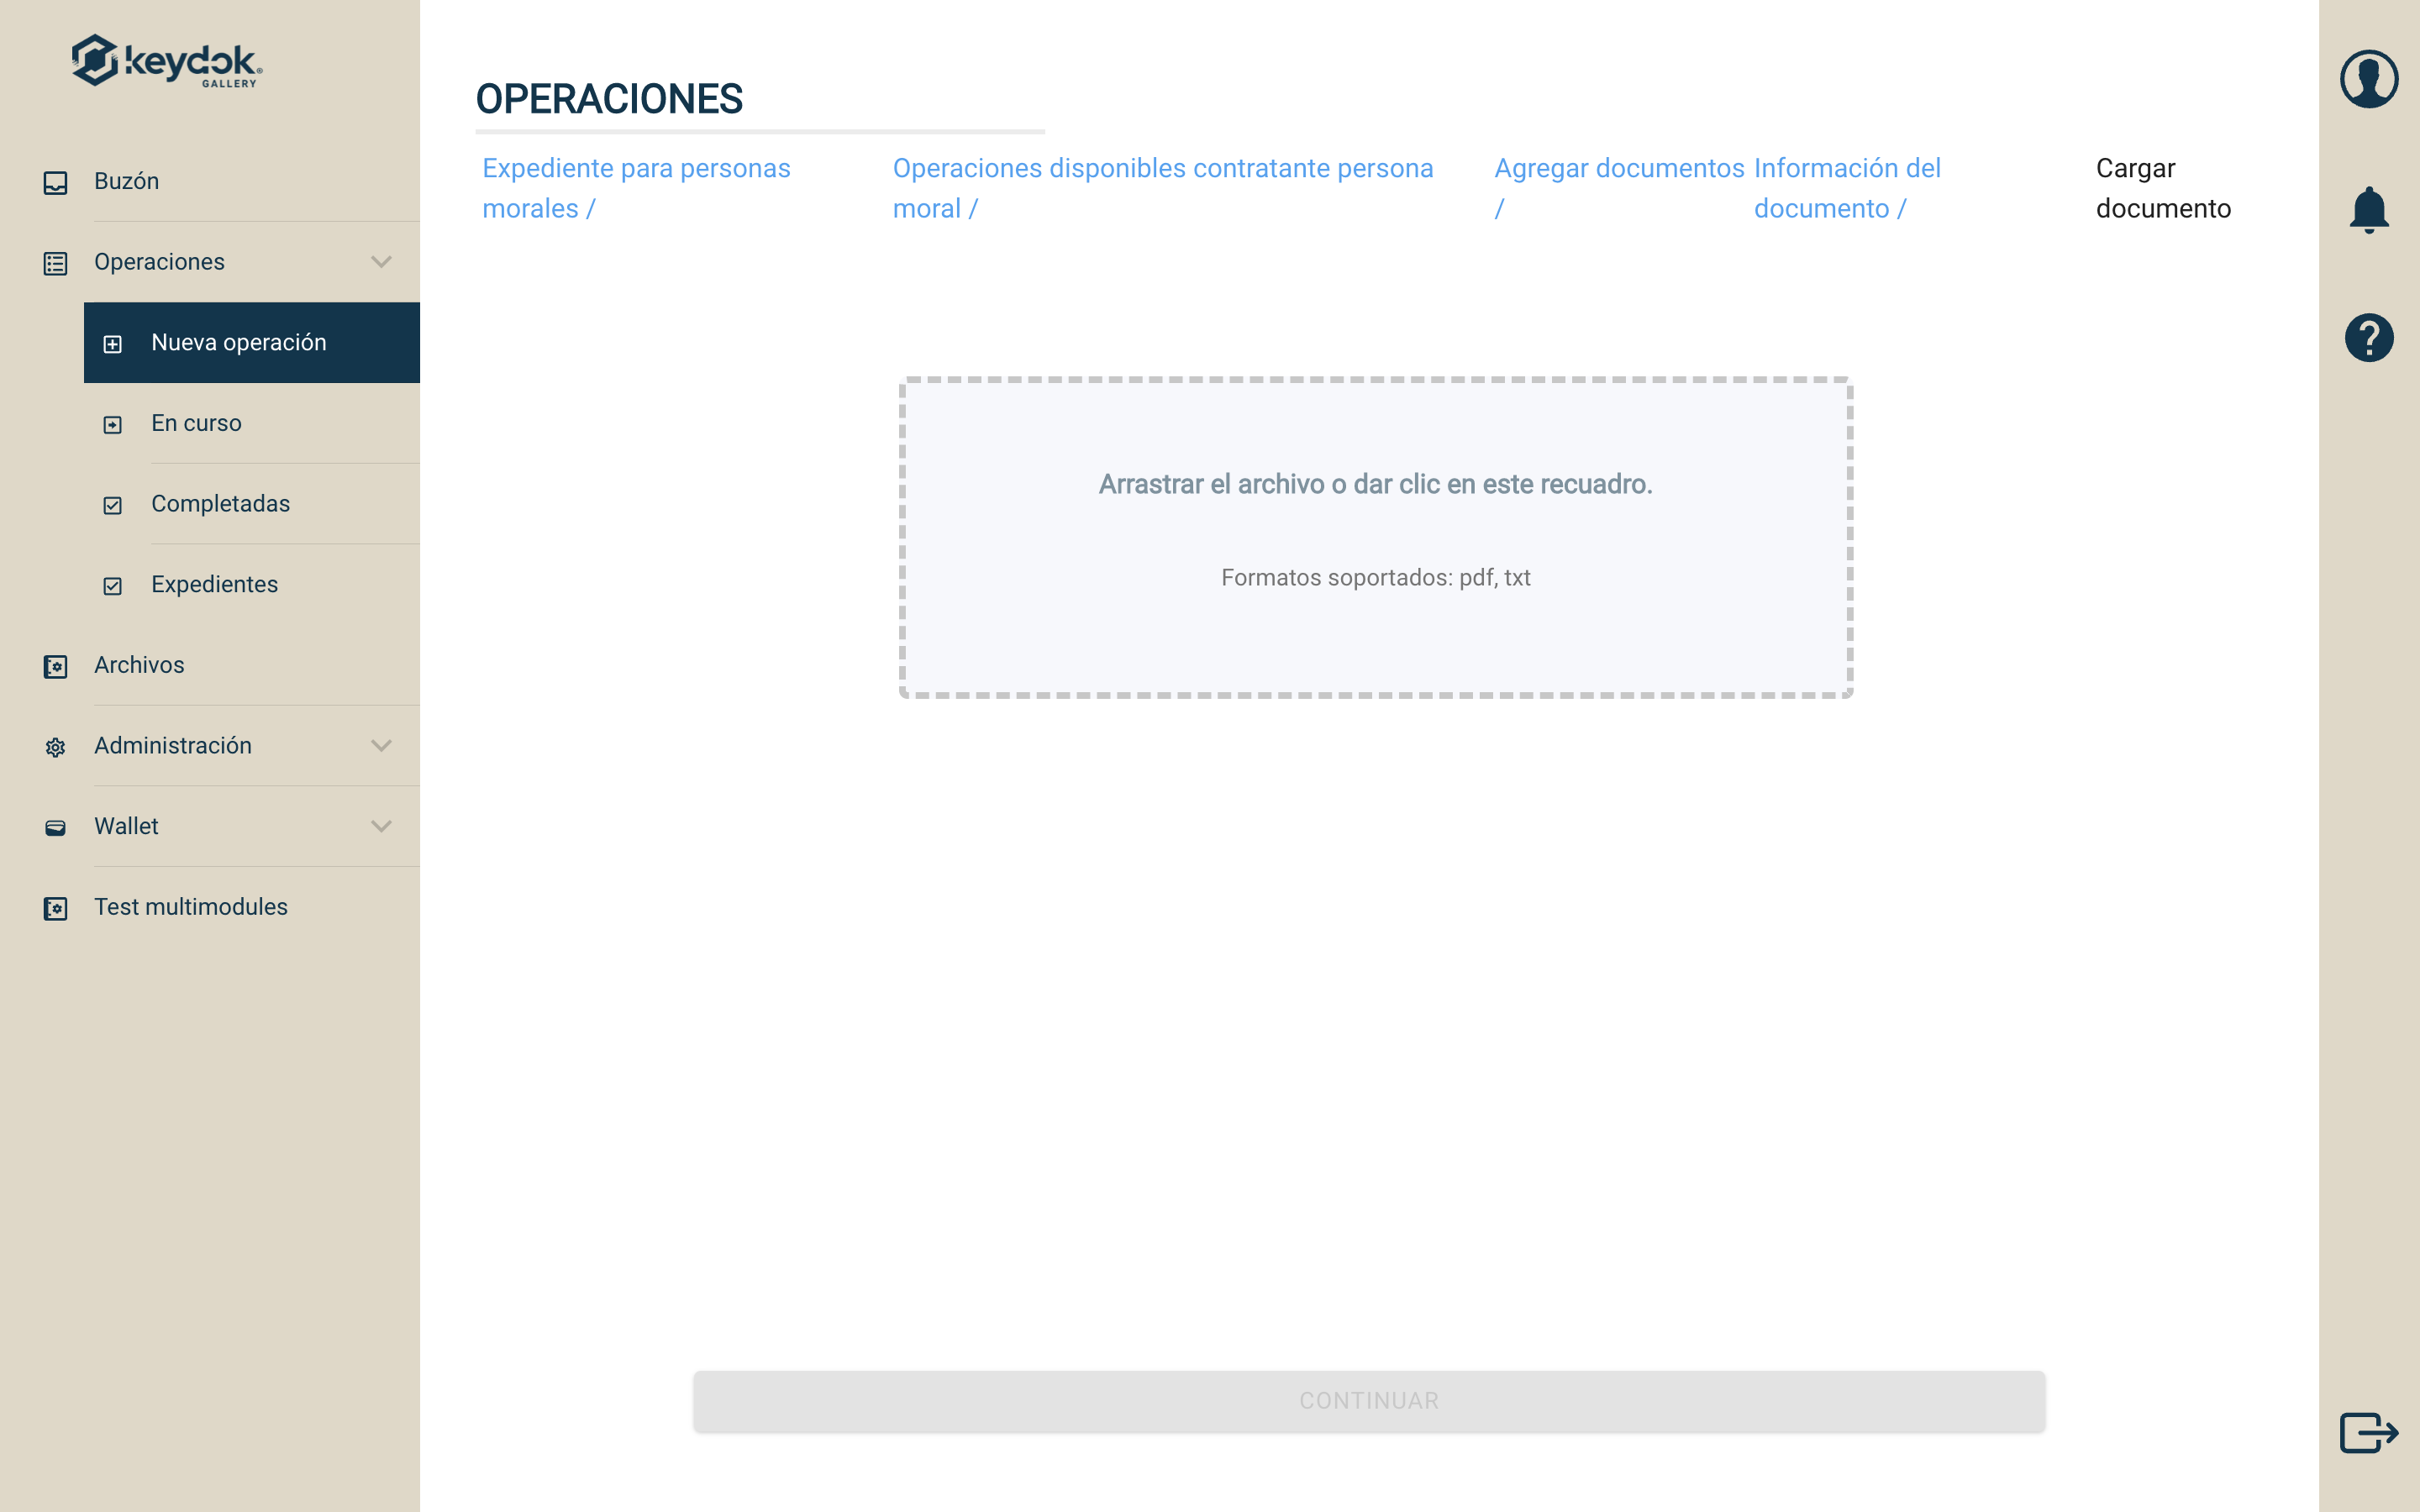 keydok®
GALLERY
Buzón
Operaciones
Nueva operación
En curso
Completadas
Expedientes
Archivos
Administración
Wallet
Test multimodules
OPERACIONES
Expediente para personas
morales /
Operaciones disponibles contratante persona
moral /
Agregar documentos
/
Información del
documento /
Cargar
documento
Arrastrar el archivo o dar clic en este recuadro.
Formatos soportados: pdf, txt
CONTINUAR